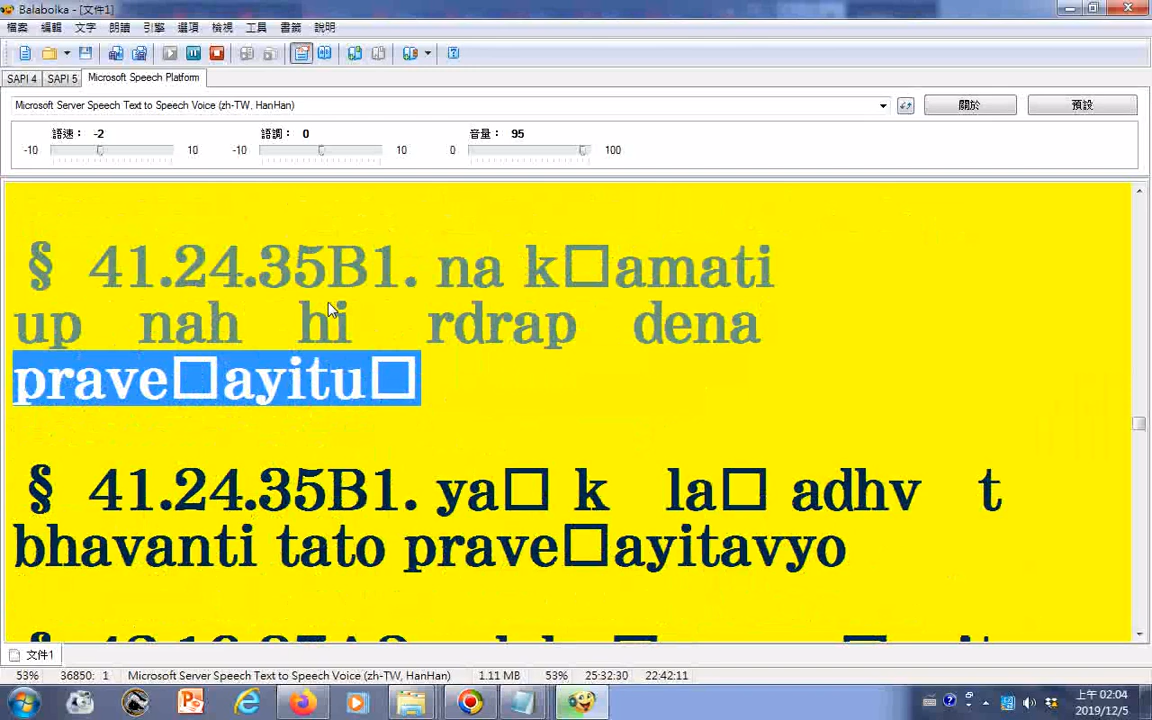 Balabolka - [文件1]
檔案 編輯 文字 朗讀 引擎 選項 檢視 工具 書籤 說明
SAPI 4 SAPI 5 Microsoft Speech Platform
Microsoft Server Speech Text to Speech Voice (zh-TW, HanHan) 關於 預設
語速： -2 語調： 0 音量： 95
-10 10 -10 10 0 100
§ 41.24.35B1. na k□amati
up nah hi rdrap dena
prave□ayitu□
§ 41.24.35B1. ya□ k la□ adhv t
bhavanti tato prave□ayitavyo
文件1
53% 36850: 1 Microsoft Server Speech Text to Speech Voice (zh-TW, HanHan) 1.11 MB 53% 25:32:30 22:42:11
上午 02:04
2019/12/5